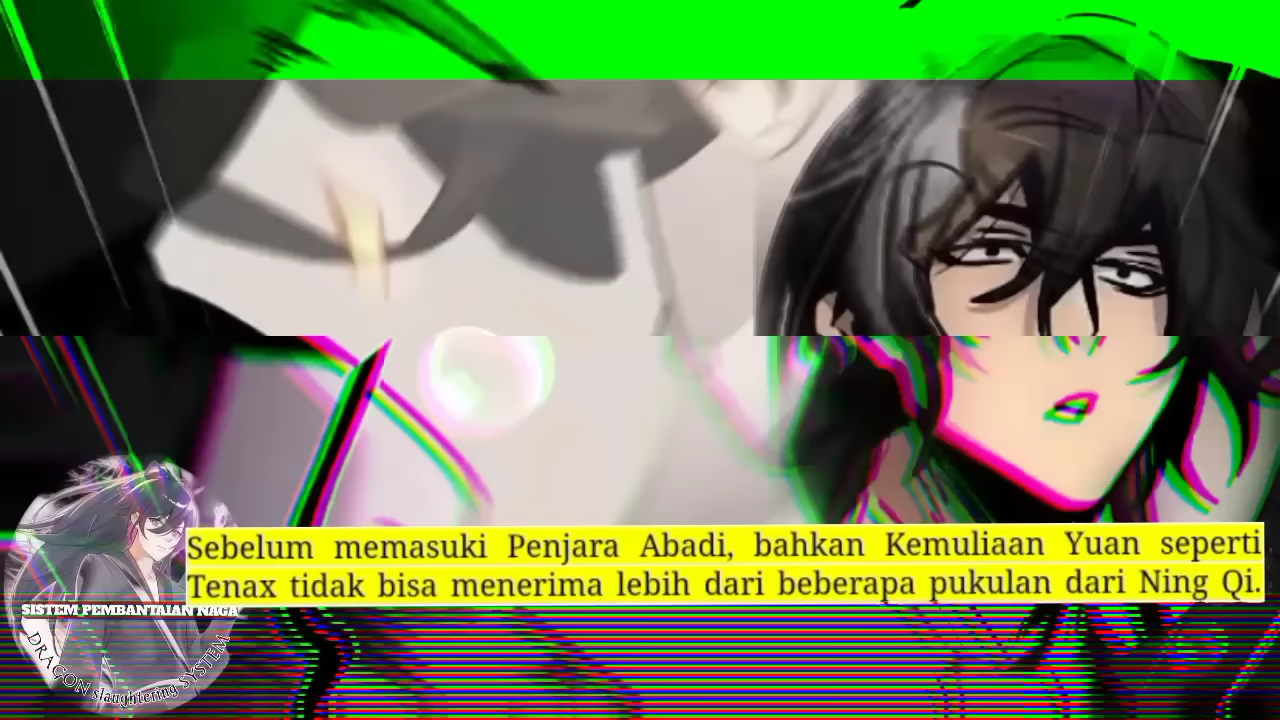 Sebelum memasuki Penjara Abadi, bahkan Kemuliaan Yuan seperti
Tenax tidak bisa menerima lebih dari beberapa pukulan dari Ning Qi.
SISTEM PEMBANTAIAN NAGA
DRAGON slaughtering SYSTEM